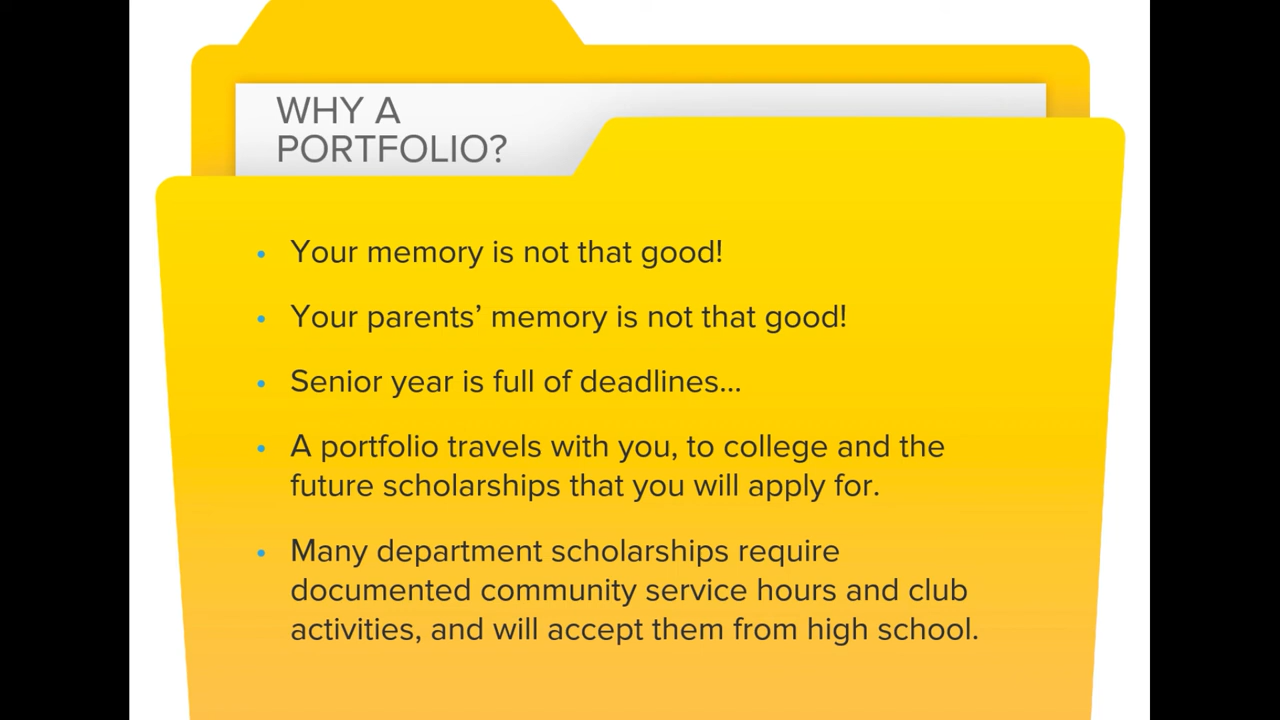 WHY A
PORTFOLIO?
• Your memory is not that good!
• Your parents’ memory is not that good!
• Senior year is full of deadlines...
• A portfolio travels with you, to college and the
future scholarships that you will apply for.
• Many department scholarships require
documented community service hours and club
activities, and will accept them from high school.